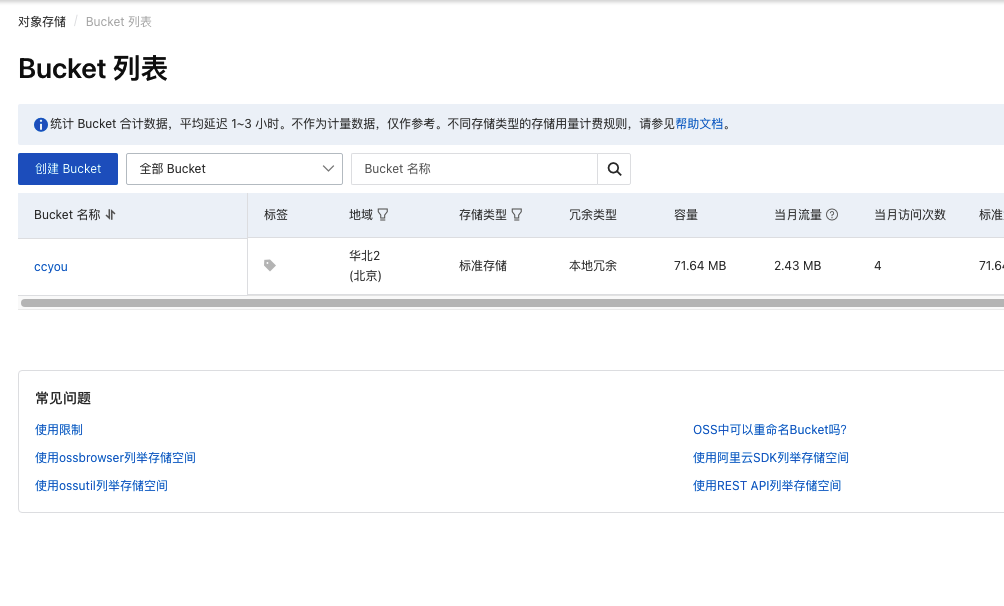 对象存储 / Bucket 列表
Bucket 列表
统计 Bucket 合计数据，平均延迟 1~3 小时。不作为计量数据，仅作参考。不同存储类型的存储用量计费规则，请参见帮助文档。
创建 Bucket 全部 Bucket Bucket 名称
Bucket 名称 标签 地域 存储类型 冗余类型 容量 当月流量 当月访问次数 标准
ccyou 华北2 标准存储 本地冗余 71.64 MB 2.43 MB 4 71.64
(北京)
常见问题
使用限制 OSS中可以重命名Bucket吗?
使用ossbrowser列举存储空间 使用阿里云SDK列举存储空间
使用ossutil列举存储空间 使用REST API列举存储空间